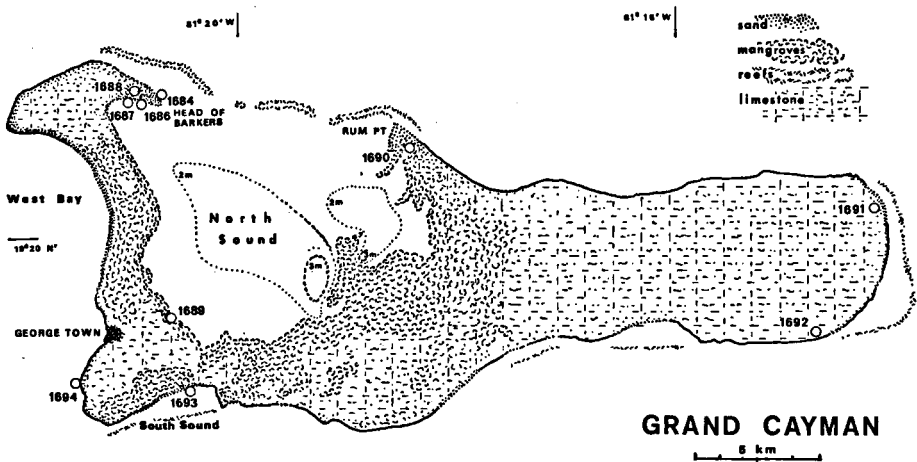 81° 20' W
81° 15' W
sand
mangroves
reefs
limestone
1688
1684
1687
1686
HEAD OF
BARKERS
RUM PT
1690
2m
2m
West Bay
North
Sound
1691
19°20 N'
3m
1689
GEORGE TOWN
1692
1694
1693
South Sound
GRAND CAYMAN
5 km